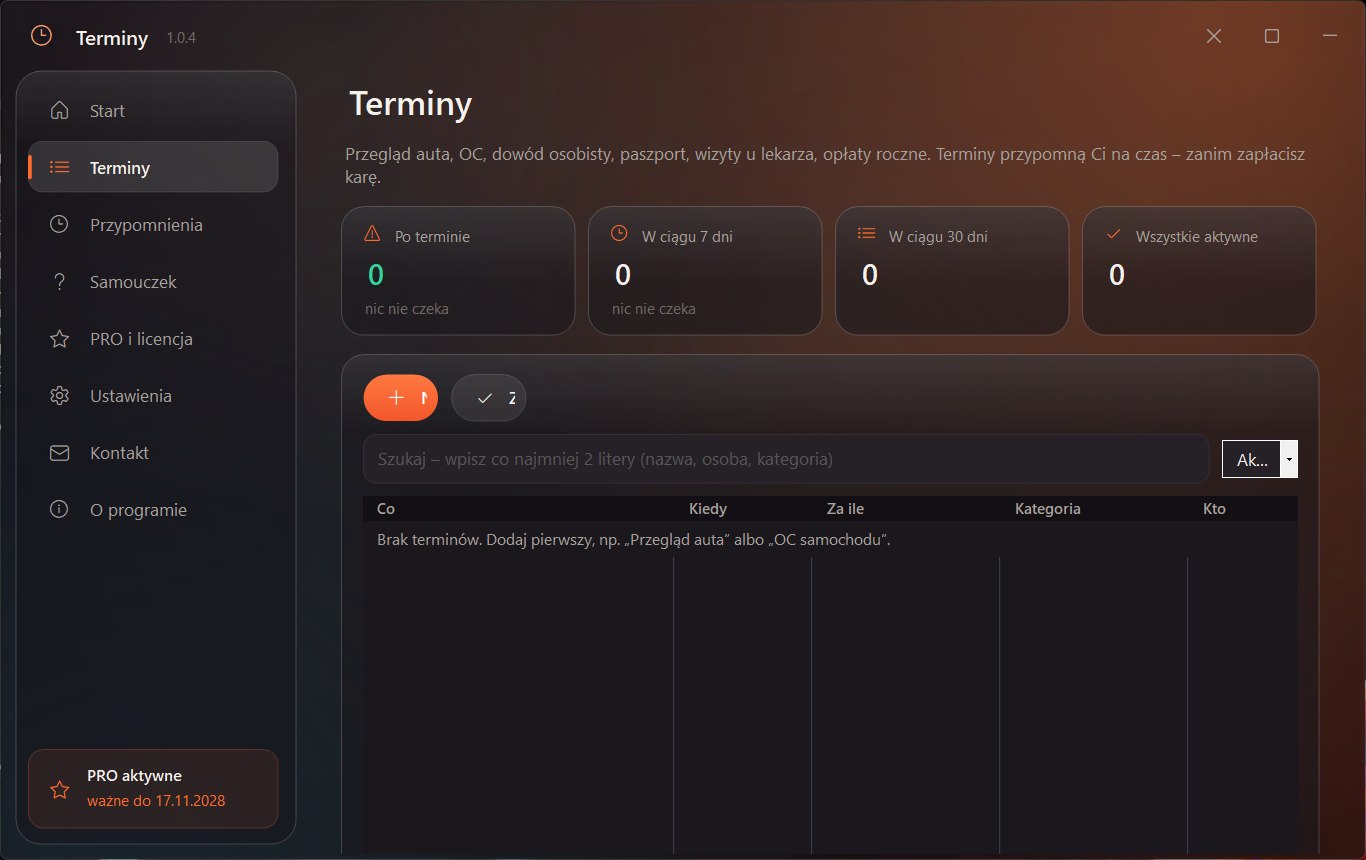 Terminy 1.0.4
Start
Terminy
Przypomnienia
Samouczek
PRO i licencja
Ustawienia
Kontakt
O programie
PRO aktywne
ważne do 17.11.2028
Terminy
Przegląd auta, OC, dowód osobisty, paszport, wizyty u lekarza, opłaty roczne. Terminy przypomną Ci na czas – zanim zapłacisz
karę.
Po terminie
0
nic nie czeka
W ciągu 7 dni
0
nic nie czeka
W ciągu 30 dni
0
Wszystkie aktywne
0
Szukaj – wpisz co najmniej 2 litery (nazwa, osoba, kategoria)
Ak...
Co Kiedy Za ile Kategoria Kto
Brak terminów. Dodaj pierwszy, np. „Przegląd auta” albo „OC samochodu”.